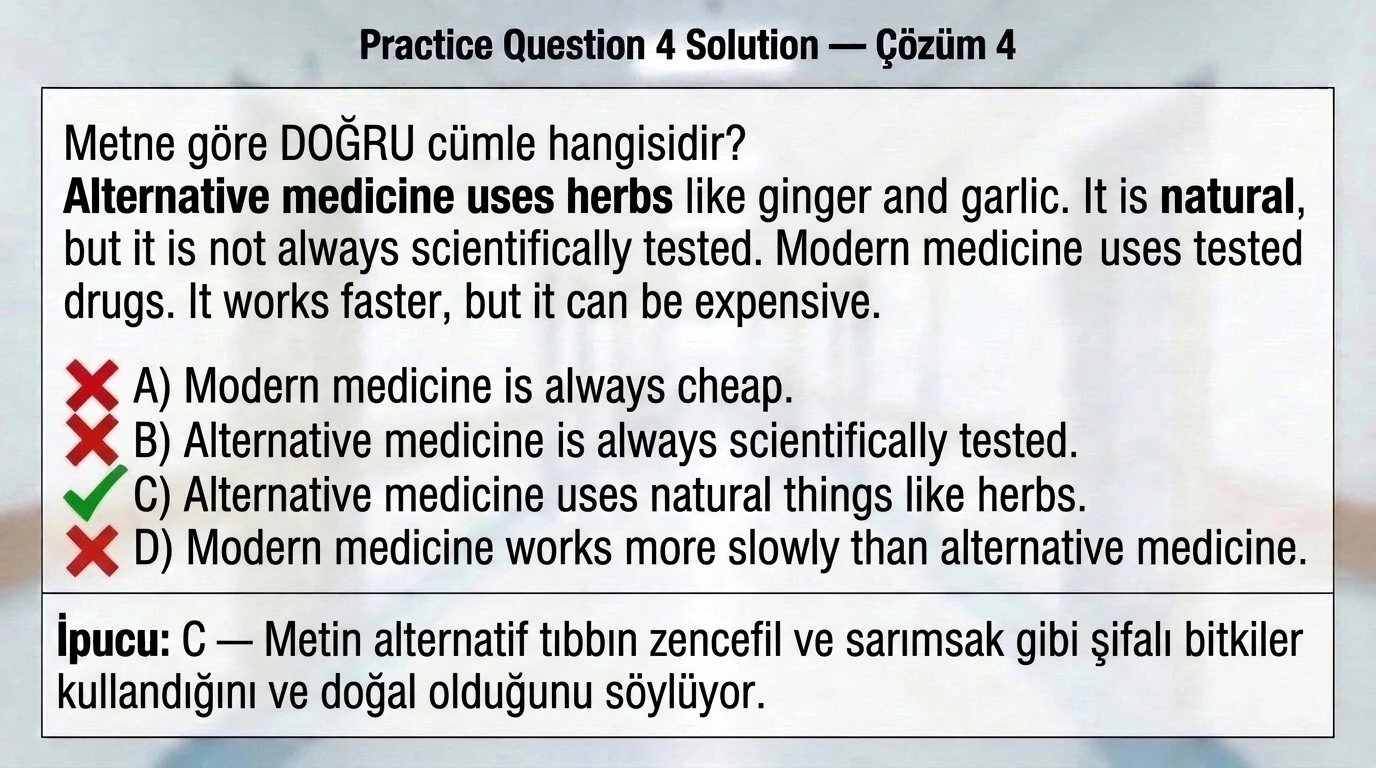 Practice Question 4 Solution — Çözüm 4
Metne göre DOĞRU cümle hangisidir?
Alternative medicine uses herbs like ginger and garlic. It is natural,
but it is not always scientifically tested. Modern medicine uses tested
drugs. It works faster, but it can be expensive.
A) Modern medicine is always cheap.
B) Alternative medicine is always scientifically tested.
C) Alternative medicine uses natural things like herbs.
D) Modern medicine works more slowly than alternative medicine.
İpucu: C — Metin alternatif tıbbın zencefil ve sarımsak gibi şifalı bitkiler
kullandığını ve doğal olduğunu söylüyor.